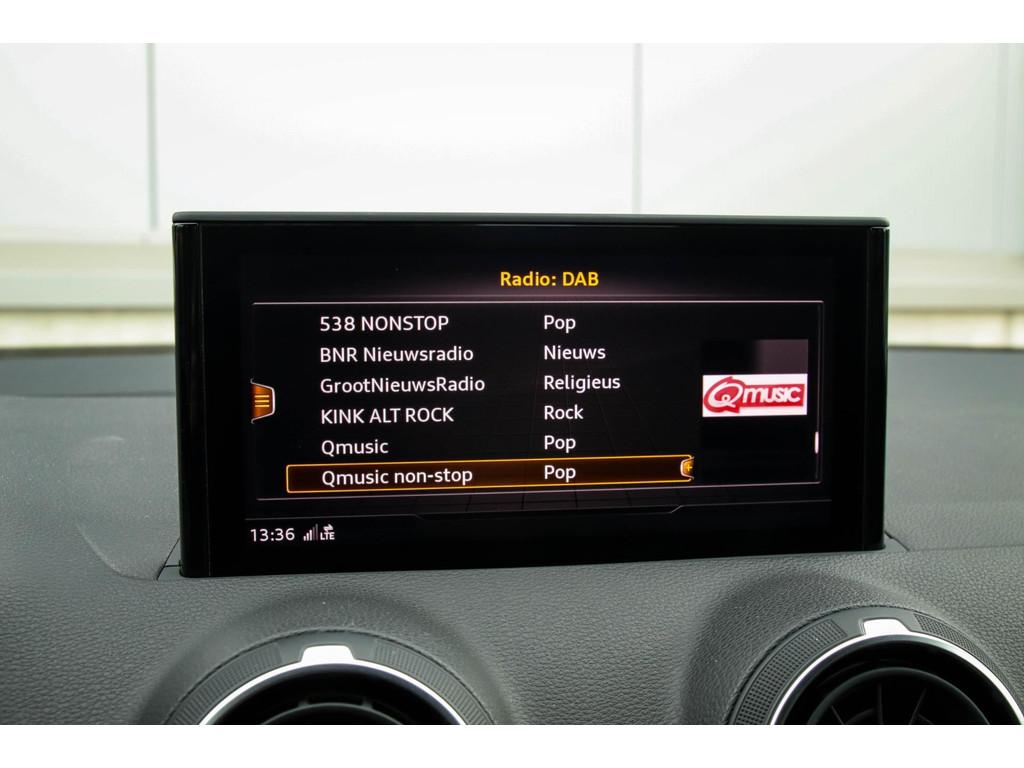 Radio: DAB
538 NONSTOP Pop
BNR Nieuwsradio Nieuws
GrootNieuwsRadio Religieus
KINK ALT ROCK Rock
Qmusic Pop
Qmusic non-stop Pop
Qmusic
13:36 LTE